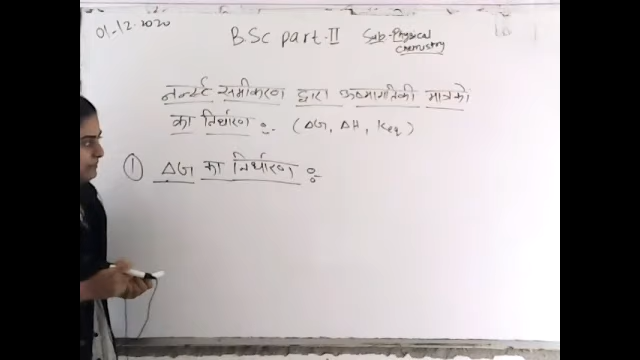 01-12-2020
BSc part-II Sub-Physical
chemistry
नर्न्स्ट समीकरण द्वारा ऊष्मागतिकी मात्रको
का निर्धारण :- (ΔG, ΔH, Keq)
① ΔG का निर्धारण :-